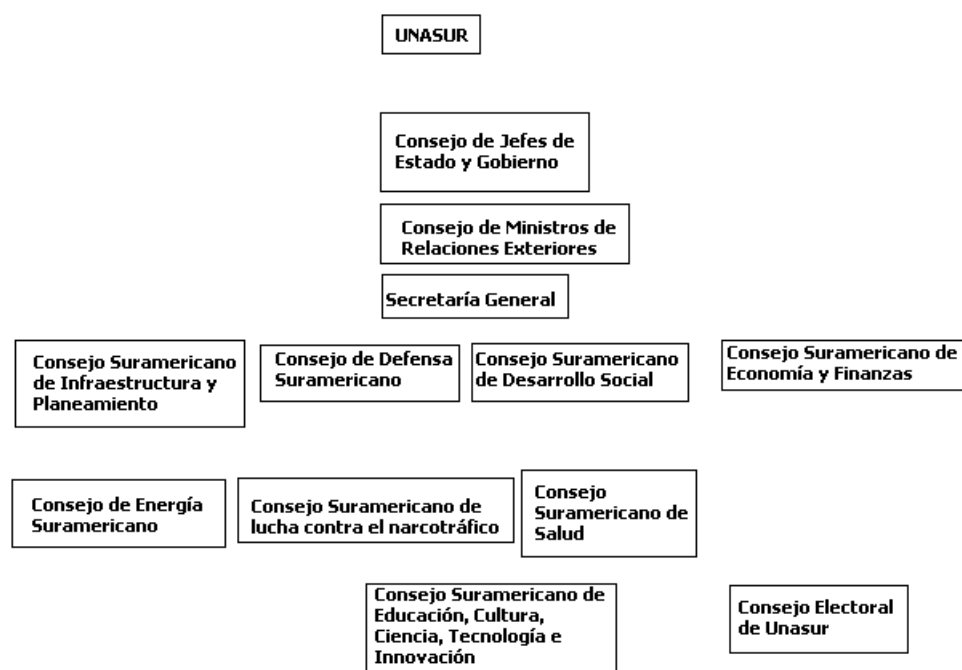 UNASUR
Consejo de Jefes de
Estado y Gobierno
Consejo de Ministros de
Relaciones Exteriores
Secretaría General
Consejo Suramericano
de Infraestructura y
Planeamiento
Consejo de Defensa
Suramericano
Consejo Suramericano
de Desarrollo Social
Consejo Suramericano de
Economía y Finanzas
Consejo de Energía
Suramericano
Consejo Suramericano de
lucha contra el narcotráfico
Consejo
Suramericano de
Salud
Consejo Suramericano de
Educación, Cultura,
Ciencia, Tecnología e
Innovación
Consejo Electoral
de Unasur